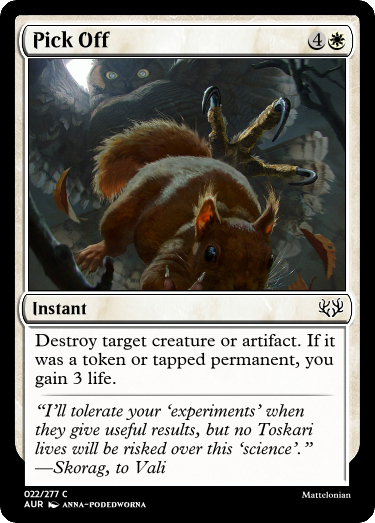 Pick Off 4
Instant
Destroy target creature or artifact. If it
was a token or tapped permanent, you
gain 3 life.
“I’ll tolerate your ‘experiments’ when
they give useful results, but no Toskari
lives will be risked over this ‘science’.”
—Skorag, to Vali
022/277 C
AUR ANNA-PODEDWORNA
Mattelonian